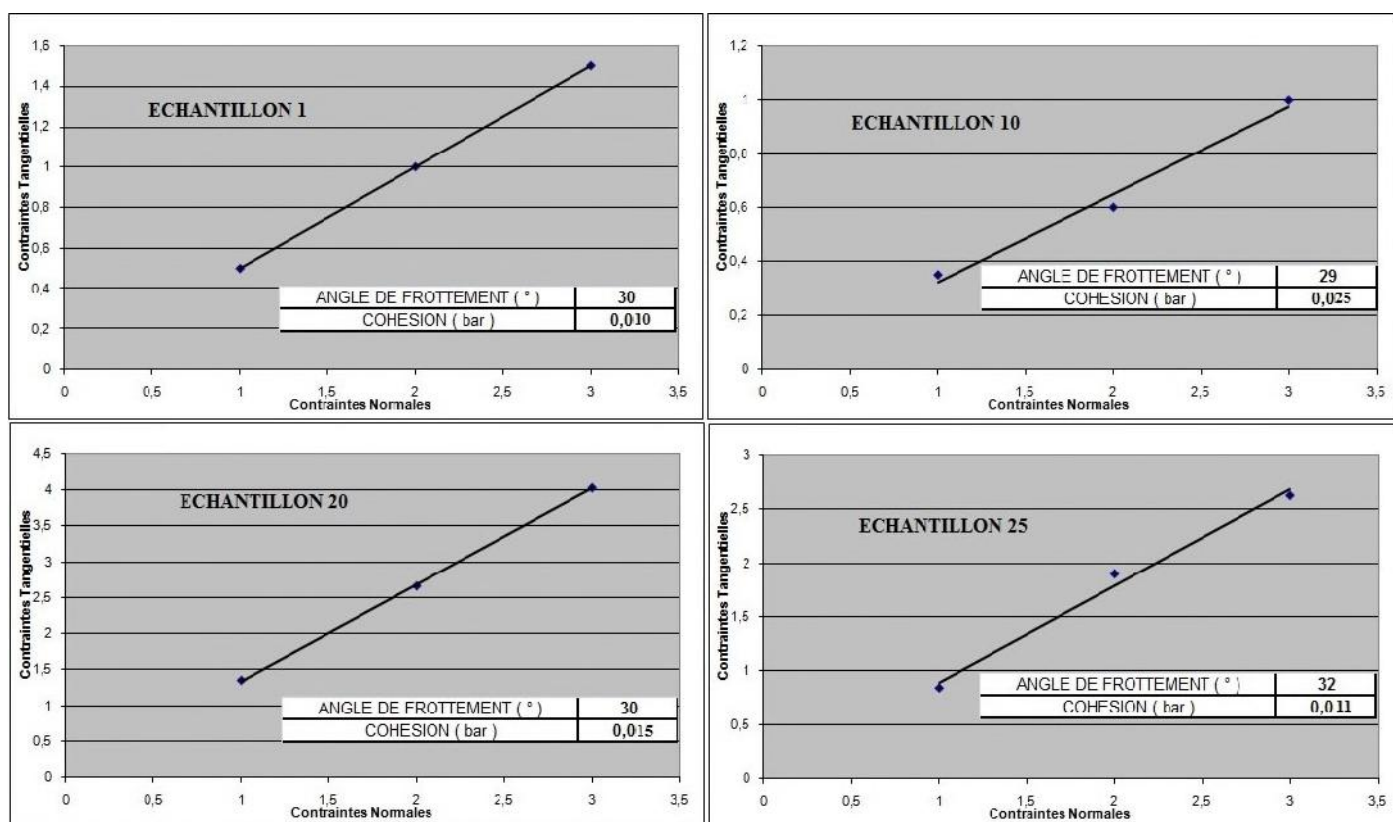 1,6
1,4
1,2
1
0,8
0,6
0,4
0,2
0
Contraintes Tangentielles
ECHANTILLON 1
ANGLE DE FROTTEMENT ( ° ) 30
COHESION ( bar ) 0,010
0 0,5 1 1,5 2 2,5 3 3,5
Contraintes Normales
1,2
1
0,8
0,6
0,4
0,2
0
Contraintes Tangentielles
ECHANTILLON 10
ANGLE DE FROTTEMENT ( ° ) 29
COHESION ( bar ) 0,025
0 0,5 1 1,5 2 2,5 3 3,5
Contraintes Normales
4,5
4
3,5
3
2,5
2
1,5
1
0,5
0
Contraintes Tangentielles
ECHANTILLON 20
ANGLE DE FROTTEMENT ( ° ) 30
COHESION ( bar ) 0,015
0 0,5 1 1,5 2 2,5 3 3,5
Contraintes Normales
3
2,5
2
1,5
1
0,5
0
Contraintes Tangentielles
ECHANTILLON 25
ANGLE DE FROTTEMENT ( ° ) 32
COHESION ( bar ) 0,011
0 0,5 1 1,5 2 2,5 3 3,5
Contraintes Normales